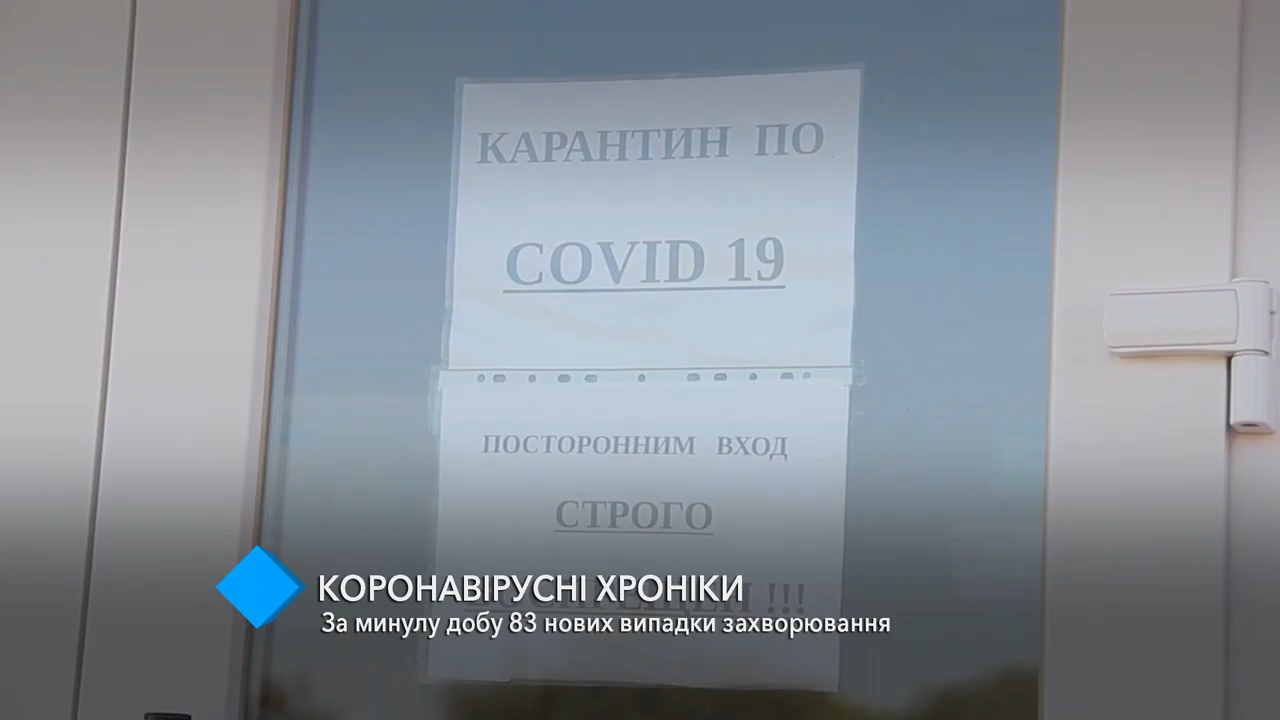 КАРАНТИН ПО
COVID 19
ПОСТОРОННИМ ВХОД
СТРОГО
!!!
КОРОНАВІРУСНІ ХРОНІКИ
За минулу добу 83 нових випадки захворювання